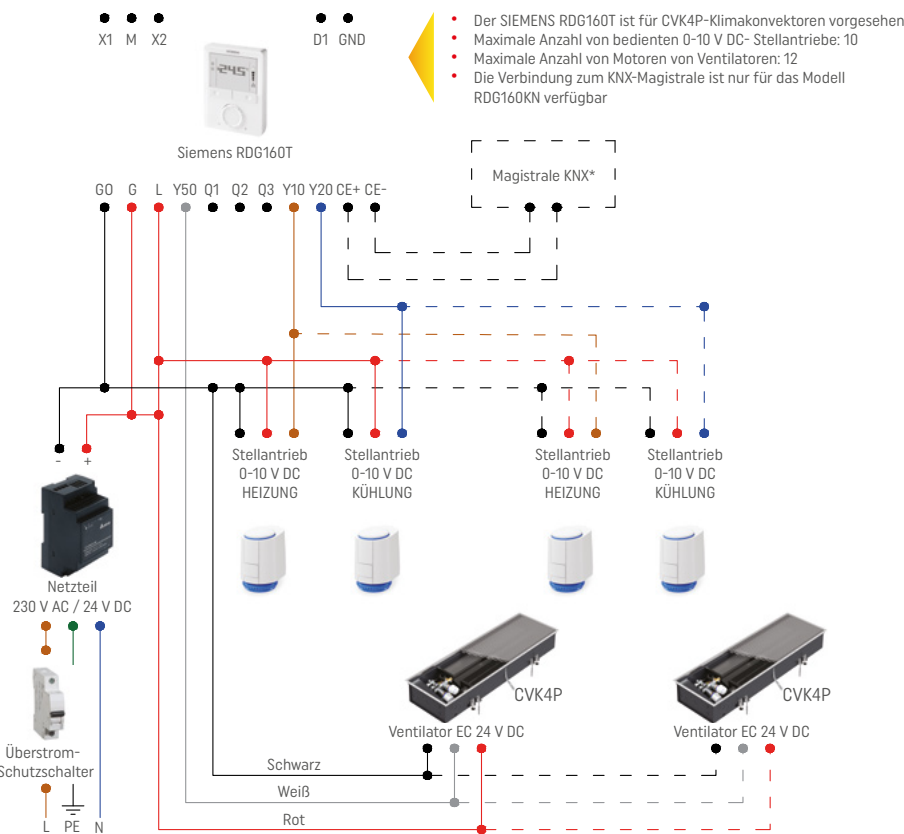 X1 M X2
D1 GND
• Der SIEMENS RDG160T ist für CVK4P-Klimakonvektoren vorgesehen
• Maximale Anzahl von bedienten 0-10 V DC- Stellantriebe: 10
• Maximale Anzahl von Motoren von Ventilatoren: 12
• Die Verbindung zum KNX-Magistrale ist nur für das Modell
RDG160KN verfügbar
Siemens RDG160T
Magistrale KNX*
G0 G L Y50 Q1 Q2 Q3 Y10 Y20 CE+ CE-
- +
Stellantrieb
0-10 V DC
HEIZUNG
Stellantrieb
0-10 V DC
KÜHLUNG
Stellantrieb
0-10 V DC
HEIZUNG
Stellantrieb
0-10 V DC
KÜHLUNG
Netzteil
230 V AC / 24 V DC
CVK4P
CVK4P
Ventilator EC 24 V DC
Ventilator EC 24 V DC
Überstrom-
Schutzschalter
Schwarz
Weiß
Rot
L PE N